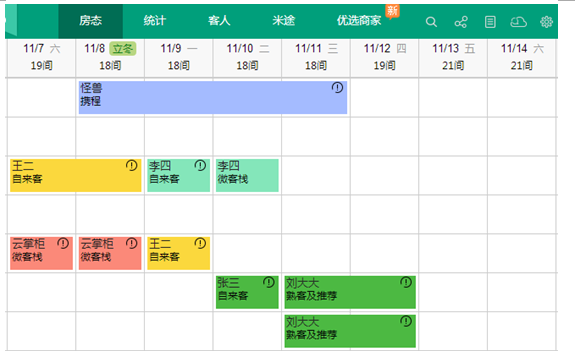 房态 统计 客人 米途 优选商家 新
11/7 六 11/8 立冬 11/9 一 11/10 二 11/11 三 11/12 四 11/13 五 11/14 六
19间 18间 18间 18间 18间 19间 21间 21间
怪兽
携程
王二 李四 李四
自来客 自来客 微客栈
云掌柜 云掌柜 王二
微客栈 微客栈 自来客
张三 刘大大
自来客 熟客及推荐
刘大大
熟客及推荐